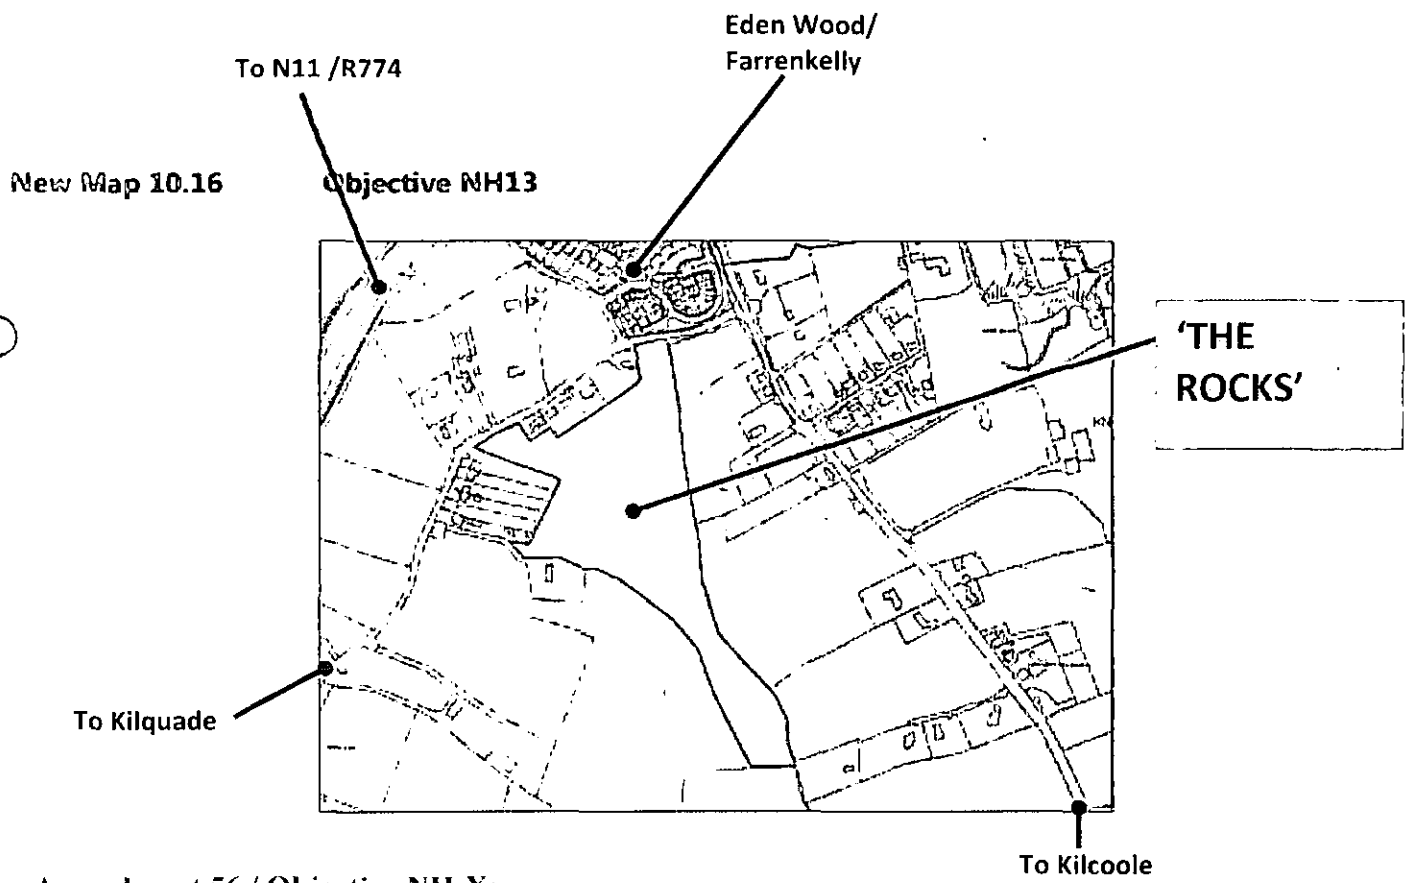 Eden Wood/
Farrenkelly
To N11 /R774
New Map 10.16 Objective NH13
'THE
ROCKS'
To Kilquade
To Kilcoole